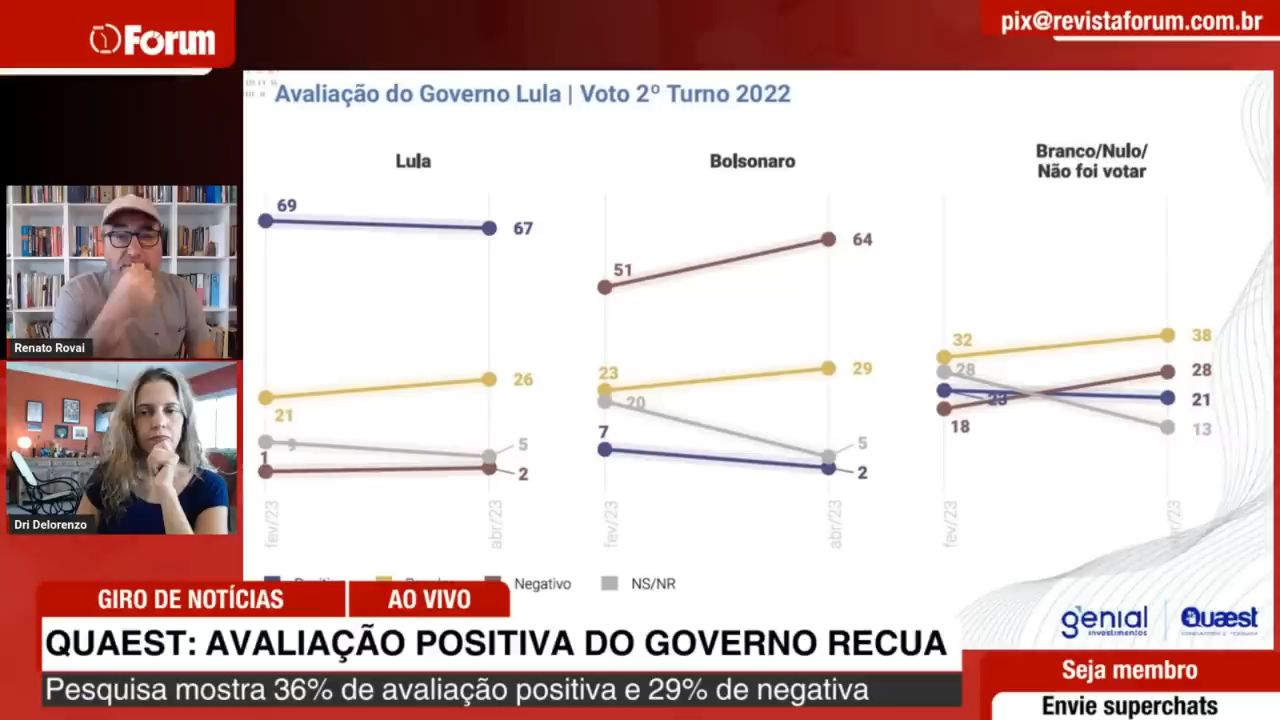 Forum
pix@revistaforum.com.br
Avaliação do Governo Lula | Voto 2º Turno 2022
Lula
Bolsonaro
Branco/Nulo/
Não foi votar
69
67
21
26
9
5
1
2
fev/23
abr/23
51
64
23
29
20
5
7
2
fev/23
abr/23
32
38
28
28
23
21
18
13
fev/23
Negativo
NS/NR
Renato Rovai
Dri Delorenzo
genial
investimentos
Quaest
GIRO DE NOTÍCIAS
AO VIVO
QUAEST: AVALIAÇÃO POSITIVA DO GOVERNO RECUA
Pesquisa mostra 36% de avaliação positiva e 29% de negativa
Seja membro
Envie superchats